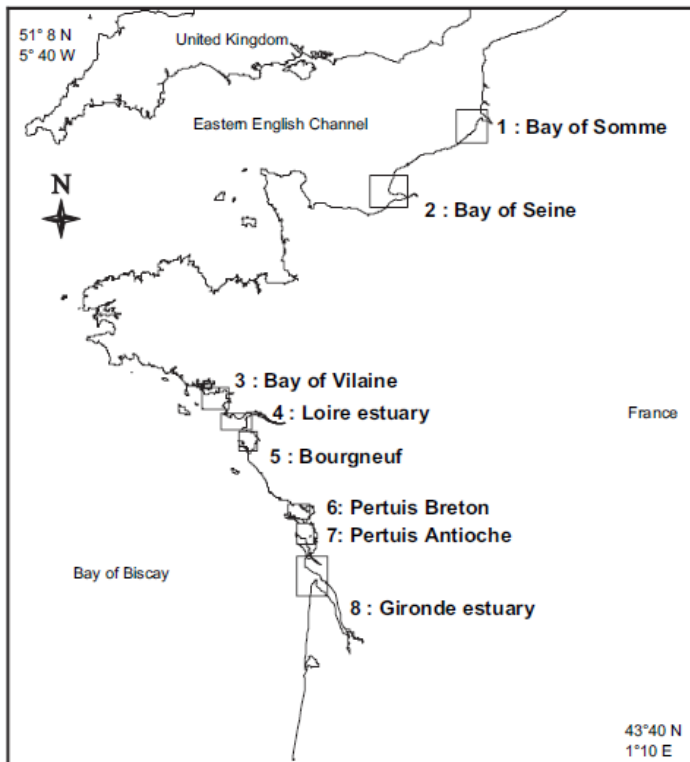 51° 8 N
5° 40 W
United Kingdom
Eastern English Channel
1 : Bay of Somme
N
2 : Bay of Seine
3 : Bay of Vilaine
4 : Loire estuary
France
5 : Bourgneuf
6: Pertuis Breton
7: Pertuis Antioche
Bay of Biscay
8 : Gironde estuary
43°40 N
1°10 E